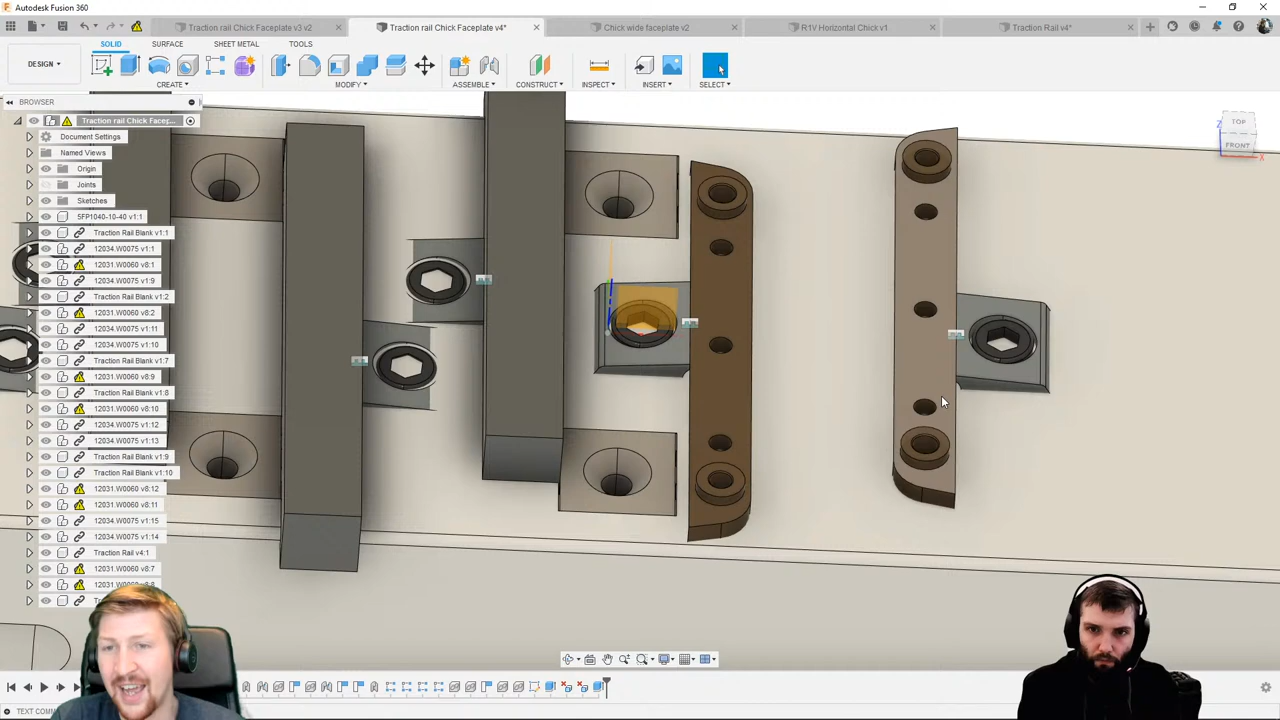 Autodesk Fusion 360
Traction rail Chick Faceplate v3 v2
Traction rail Chick Faceplate v4*
Chick wide faceplate v2
R1V Horizontal Chick v1
Traction Rail v4*
SOLID
SURFACE
SHEET METAL
TOOLS
DESIGN
CREATE
MODIFY
ASSEMBLE
CONSTRUCT
INSPECT
INSERT
SELECT
BROWSER
Traction rail Chick Facep...
Document Settings
Named Views
Origin
Joints
Sketches
5FP1040-10-40 v1:1
Traction Rail Blank v1:1
12034.W0075 v1:1
12031.W0060 v8:1
12034.W0075 v1:9
Traction Rail Blank v1:2
12031.W0060 v8:2
12034.W0075 v1:11
12034.W0075 v1:10
Traction Rail Blank v1:7
12031.W0060 v8:9
Traction Rail Blank v1:8
12031.W0060 v8:10
12034.W0075 v1:12
12034.W0075 v1:13
Traction Rail Blank v1:9
Traction Rail Blank v1:10
12031.W0060 v8:12
12031.W0060 v8:11
12034.W0075 v1:15
12034.W0075 v1:14
Traction Rail v4:1
12031.W0060 v8:7
TOP
FRONT
Z
X
TEXT COMM